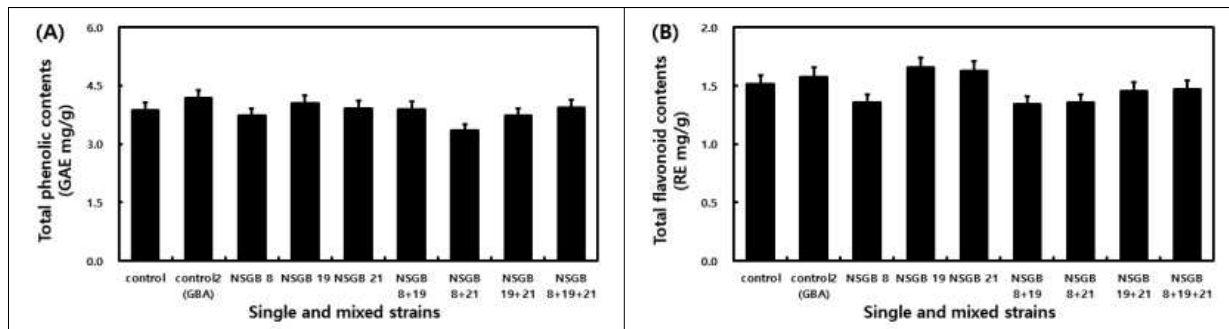 (A)
Total phenolic contents
(GAE mg/g)
6.0
4.5
3.0
1.5
0.0
control
control2
(GBA)
NSGB 8
NSGB 19
NSGB 21
NSGB
8+19
NSGB
8+21
NSGB
19+21
NSGB
8+19+21
Single and mixed strains
(B)
Total flavonoid contents
(RE mg/g)
2.0
1.5
1.0
0.5
0.0
control
control2
(GBA)
NSGB 8
NSGB 19
NSGB 21
NSGB
8+19
NSGB
8+21
NSGB
19+21
NSGB
8+19+21
Single and mixed strains